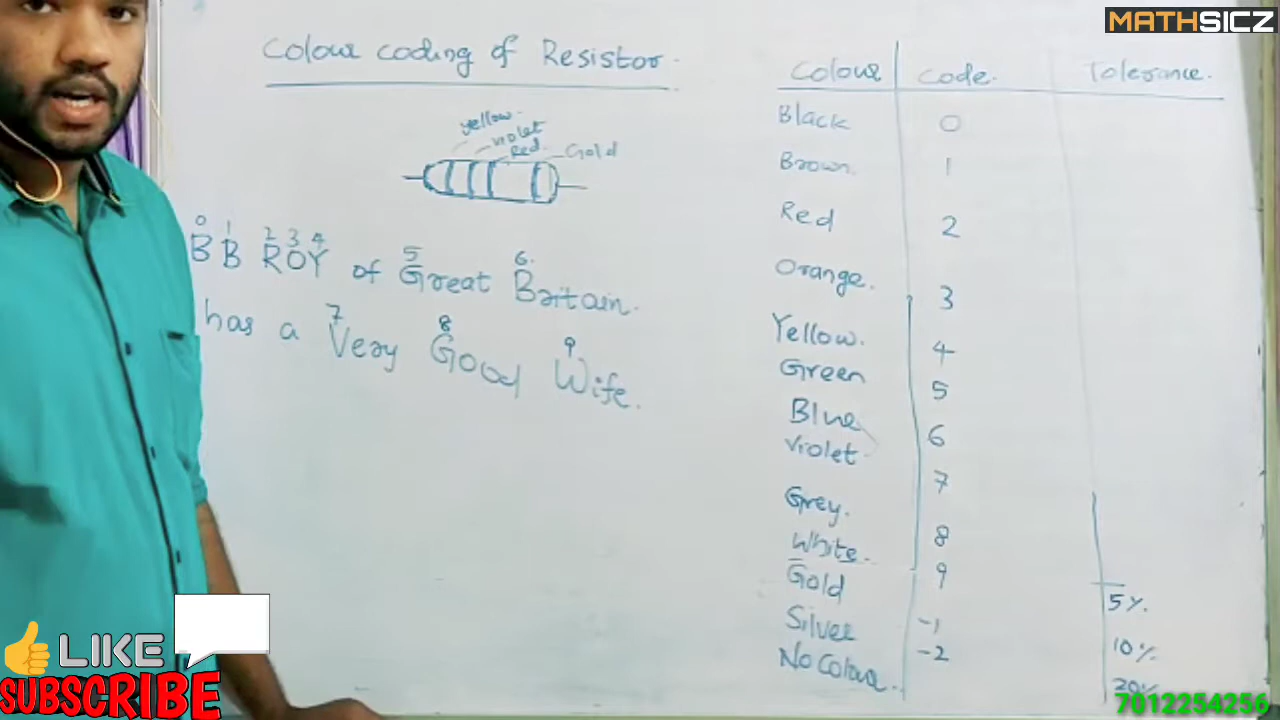 MATHSICZ
Colour coding of Resistor.
yellow.
violet
Red.
Gold
0 1 2 3 4 5 6.
B B ROY of Great Britain.
7 8 9
has a Very Good Wife.
Colour Code. Tolerance.
Black 0
Brown. 1
Red 2
Orange. 3
Yellow. 4
Green 5
Blue 6
Violet 7
Grey. 8
White. 9
Gold -1 5%.
Silver -2 10%.
No Colour. 20%
LIKE
SUBSCRIBE
7012254256